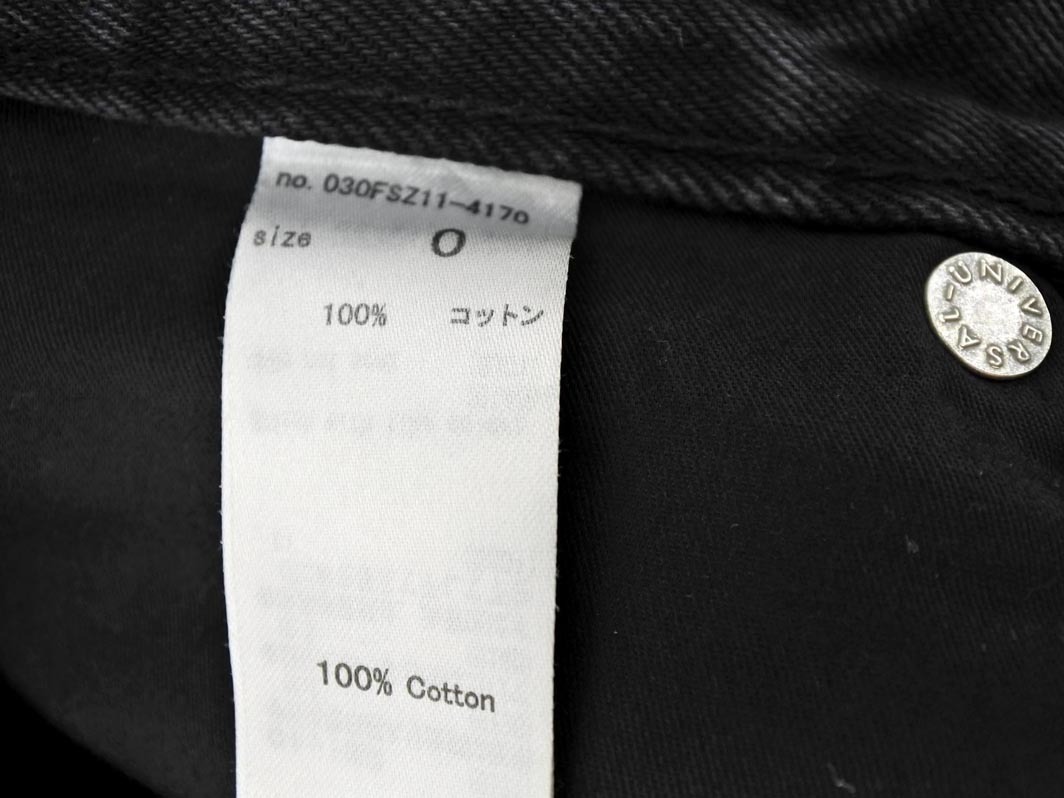 no. 030FSZ11-4170
size 0
100% コットン
100% Cotton
UNIVERSAL